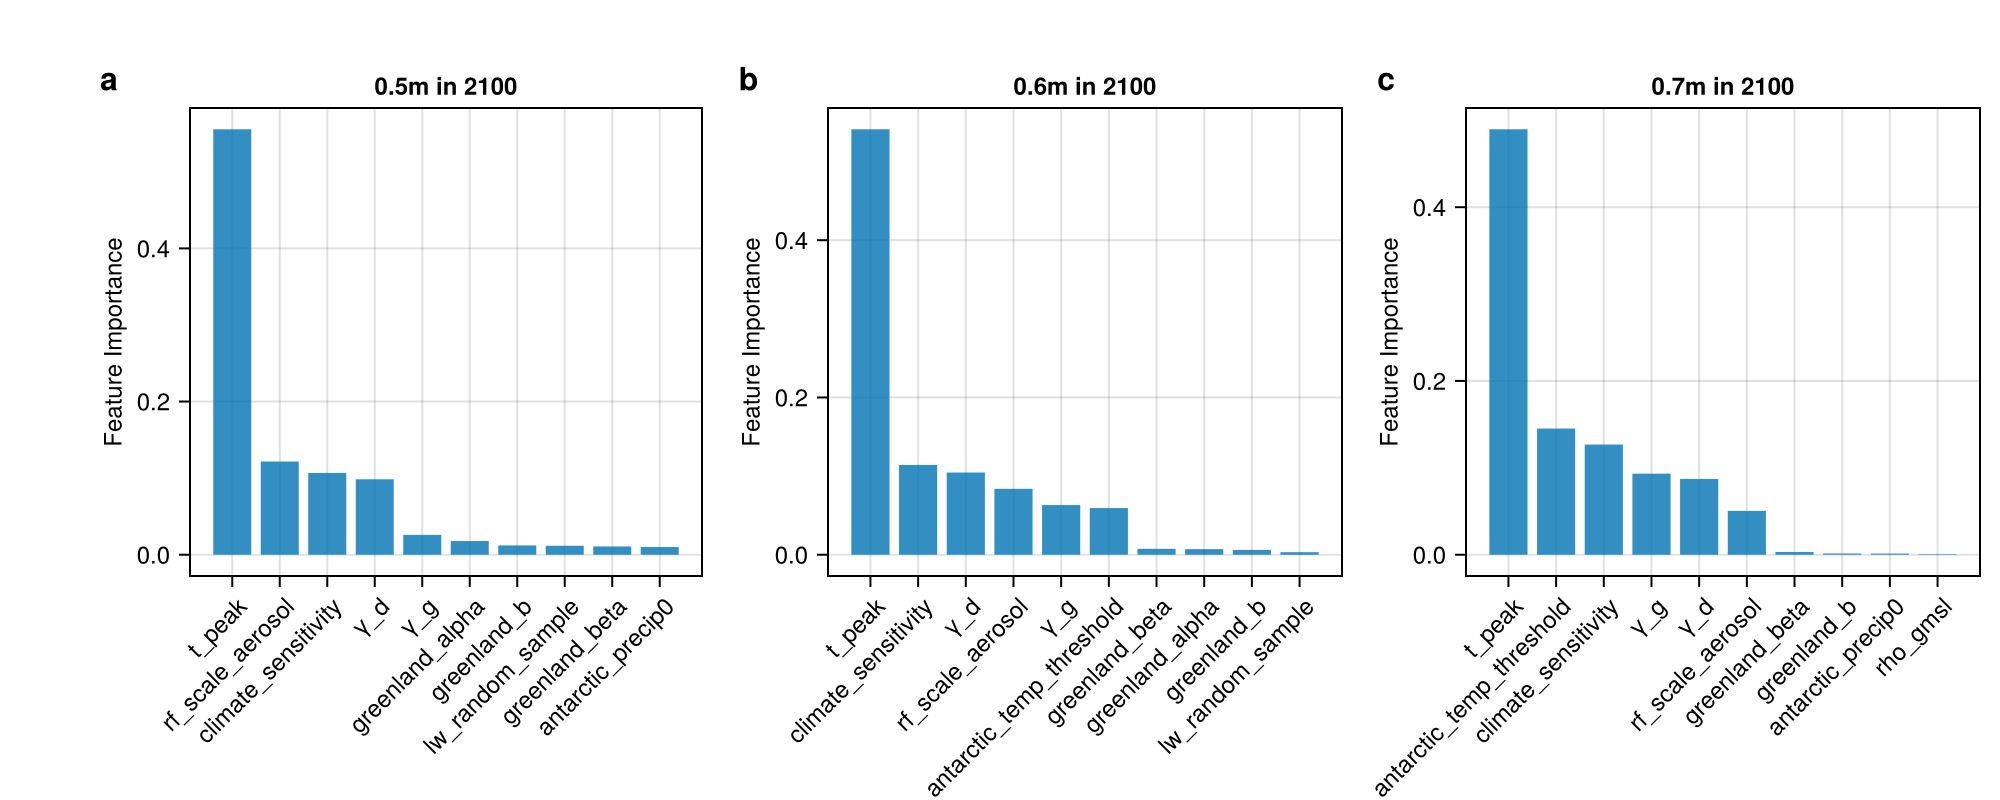 a
0.5m in 2100
Feature Importance
0.4
0.2
0.0
t_peak
rf_scale_aerosol
climate_sensitivity
γ_d
γ_g
greenland_alpha
greenland_b
lw_random_sample
greenland_beta
antarctic_precip0
b
0.6m in 2100
Feature Importance
0.4
0.2
0.0
t_peak
climate_sensitivity
γ_d
rf_scale_aerosol
γ_g
antarctic_temp_threshold
greenland_beta
greenland_alpha
greenland_b
lw_random_sample
c
0.7m in 2100
Feature Importance
0.4
0.2
0.0
t_peak
antarctic_temp_threshold
climate_sensitivity
γ_g
γ_d
rf_scale_aerosol
greenland_beta
greenland_b
antarctic_precip0
rho_gmsl